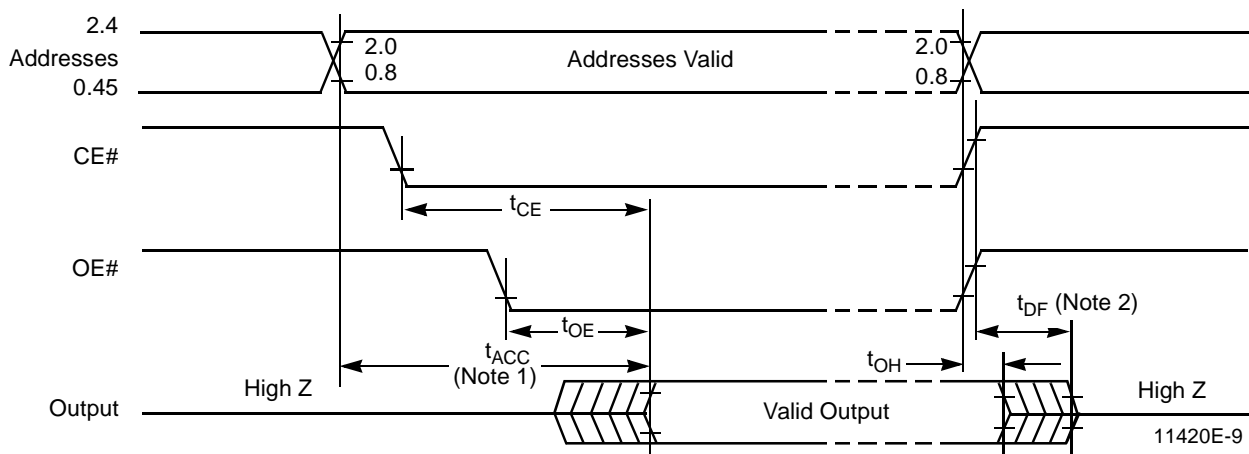 2.4
Addresses
0.45
2.0
0.8
Addresses Valid
2.0
0.8
CE#
tCE
OE#
tOE
tDF (Note 2)
tACC
(Note 1)
tOH
High Z
High Z
Output
Valid Output
11420E-9